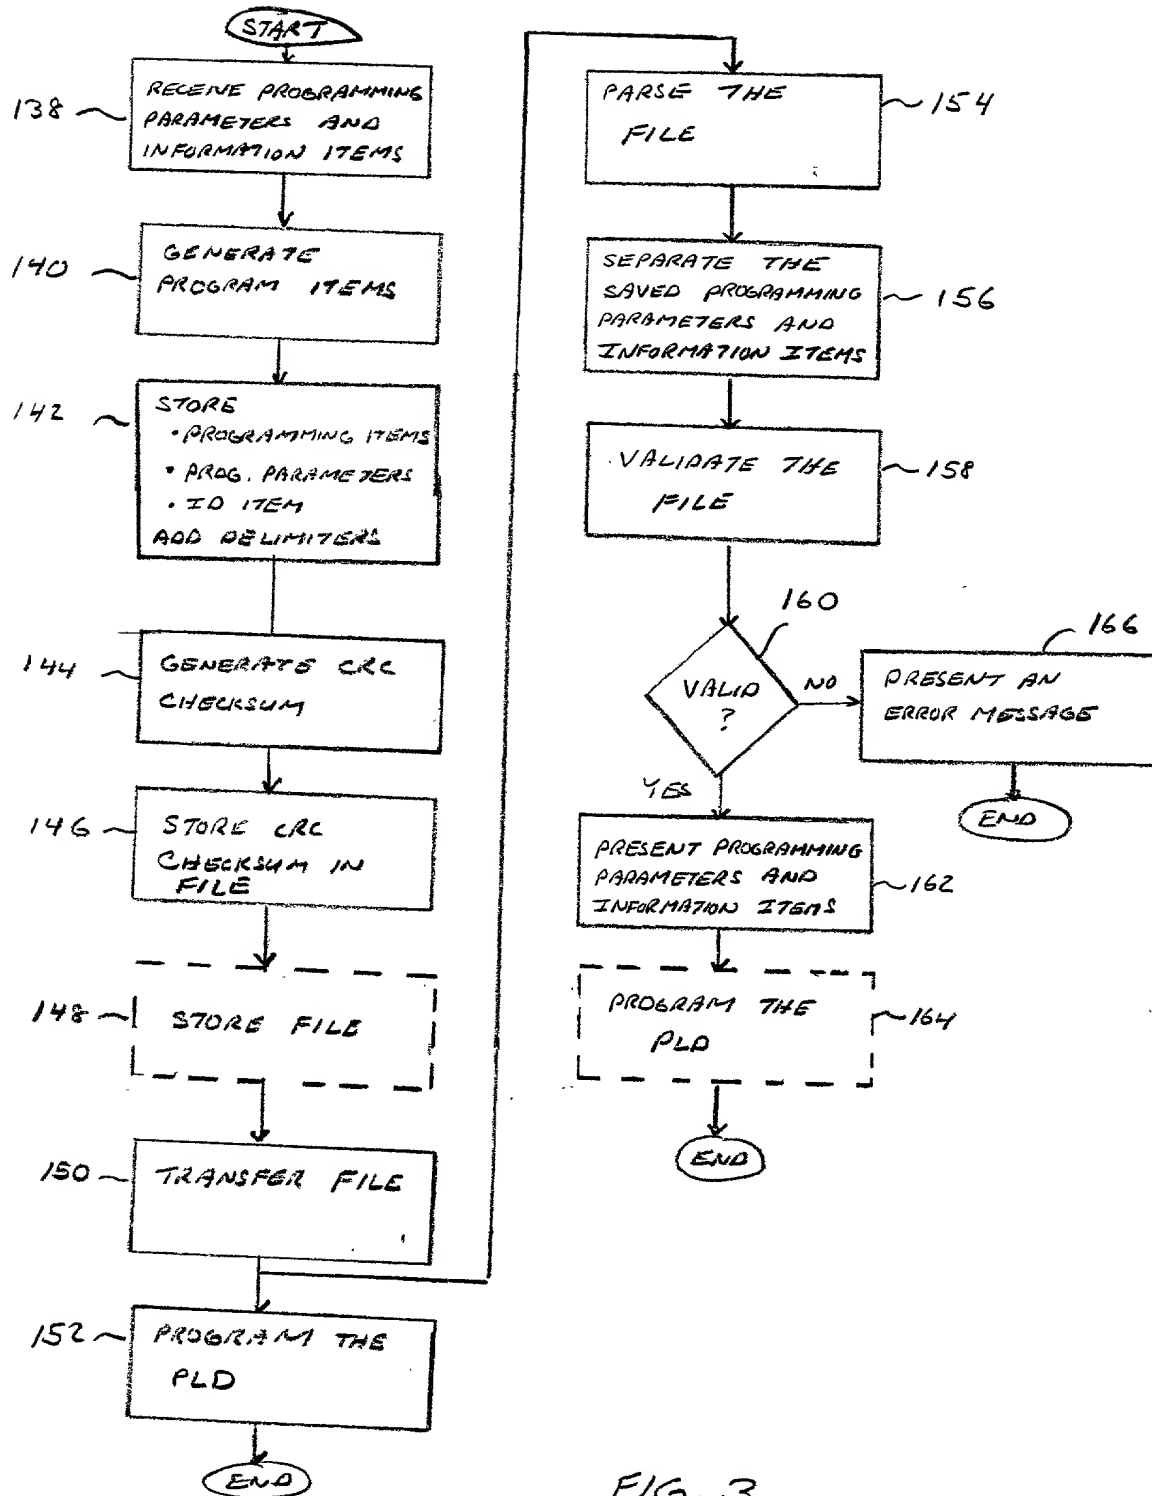 START
138
RECEIVE PROGRAMMING
PARAMETERS AND
INFORMATION ITEMS
140
GENERATE
PROGRAM ITEMS
142
STORE
• PROGRAMMING ITEMS
• PROG. PARAMETERS
• ID ITEM
ADD DELIMITERS
144
GENERATE CRC
CHECKSUM
146
STORE CRC
CHECKSUM IN
FILE
148
STORE FILE
150
TRANSFER FILE
152
PROGRAM THE
PLD
END
PARSE THE
FILE
154
SEPARATE THE
SAVED PROGRAMMING
PARAMETERS AND
INFORMATION ITEMS
156
VALIDATE THE
FILE
158
160
VALID
?
NO
YES
166
PRESENT AN
ERROR MESSAGE
END
PRESENT PROGRAMMING
PARAMETERS AND
INFORMATION ITEMS
162
PROGRAM THE
PLD
164
END
FIG. 3